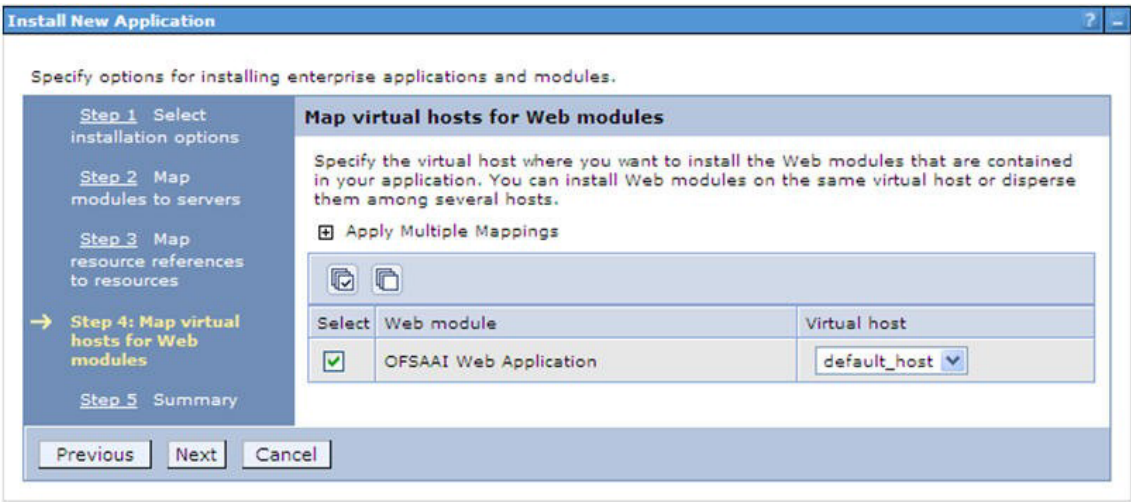 Install New Application ? –
Specify options for installing enterprise applications and modules.
Step 1 Select
installation options
Step 2 Map
modules to servers
Step 3 Map
resource references
to resources
Step 4: Map virtual
hosts for Web
modules
Step 5 Summary
Map virtual hosts for Web modules
Specify the virtual host where you want to install the Web modules that are contained
in your application. You can install Web modules on the same virtual host or disperse
them among several hosts.
Apply Multiple Mappings
Select Web module Virtual host
OFSAAI Web Application default_host
Previous Next Cancel